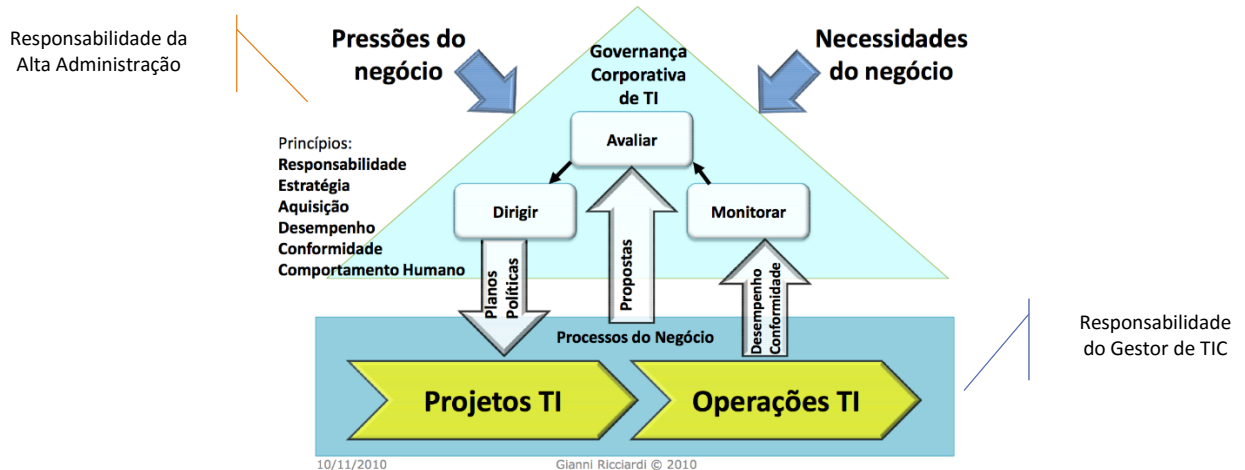 Responsabilidade da
Alta Administração
Pressões do
negócio
Governança
Corporativa
de TI
Necessidades
do negócio
Avaliar
Princípios:
Responsabilidade
Estratégia
Aquisição
Desempenho
Conformidade
Comportamento Humano
Dirigir
Monitorar
Planos
Políticas
Propostas
Desempenho
Conformidade
Processos do Negócio
Responsabilidade
do Gestor de TIC
Projetos TI
Operações TI
10/11/2010
Gianni Ricciardi © 2010